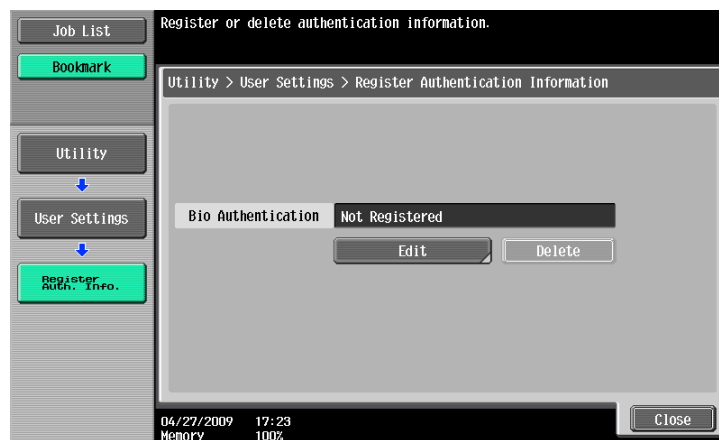 Job List
Register or delete authentication information.
Bookmark
Utility > User Settings > Register Authentication Information
Utility
User Settings
Register
Auth. Info.
Bio Authentication
Not Registered
Edit
Delete
04/27/2009 17:23
Memory 100%
Close